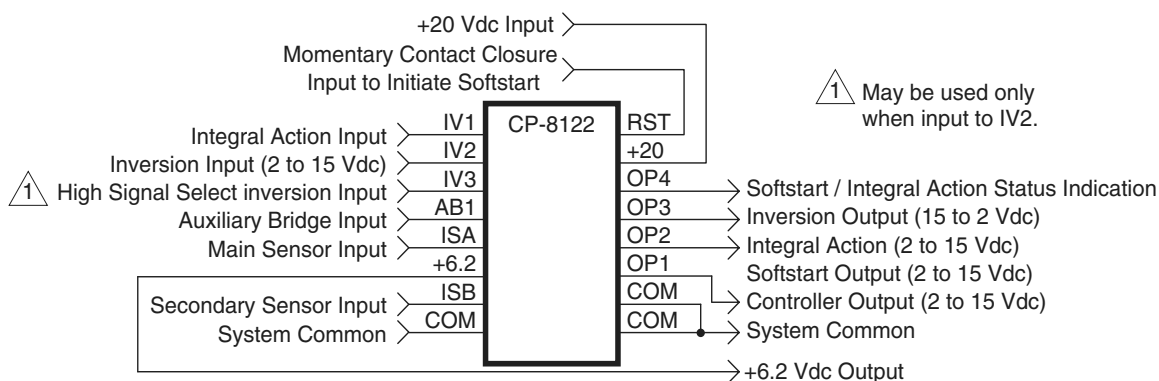 +20 Vdc Input
Momentary Contact Closure
Input to Initiate Softstart
1 May be used only
when input to IV2.
CP-8122
IV1
RST
Integral Action Input
IV2
+20
Inversion Input (2 to 15 Vdc)
IV3
OP4
1 High Signal Select inversion Input
Softstart / Integral Action Status Indication
AB1
OP3
Auxiliary Bridge Input
Inversion Output (15 to 2 Vdc)
ISA
OP2
Main Sensor Input
Integral Action (2 to 15 Vdc)
+6.2
OP1
Softstart Output (2 to 15 Vdc)
ISB
COM
Secondary Sensor Input
Controller Output (2 to 15 Vdc)
COM
COM
System Common
System Common
+6.2 Vdc Output